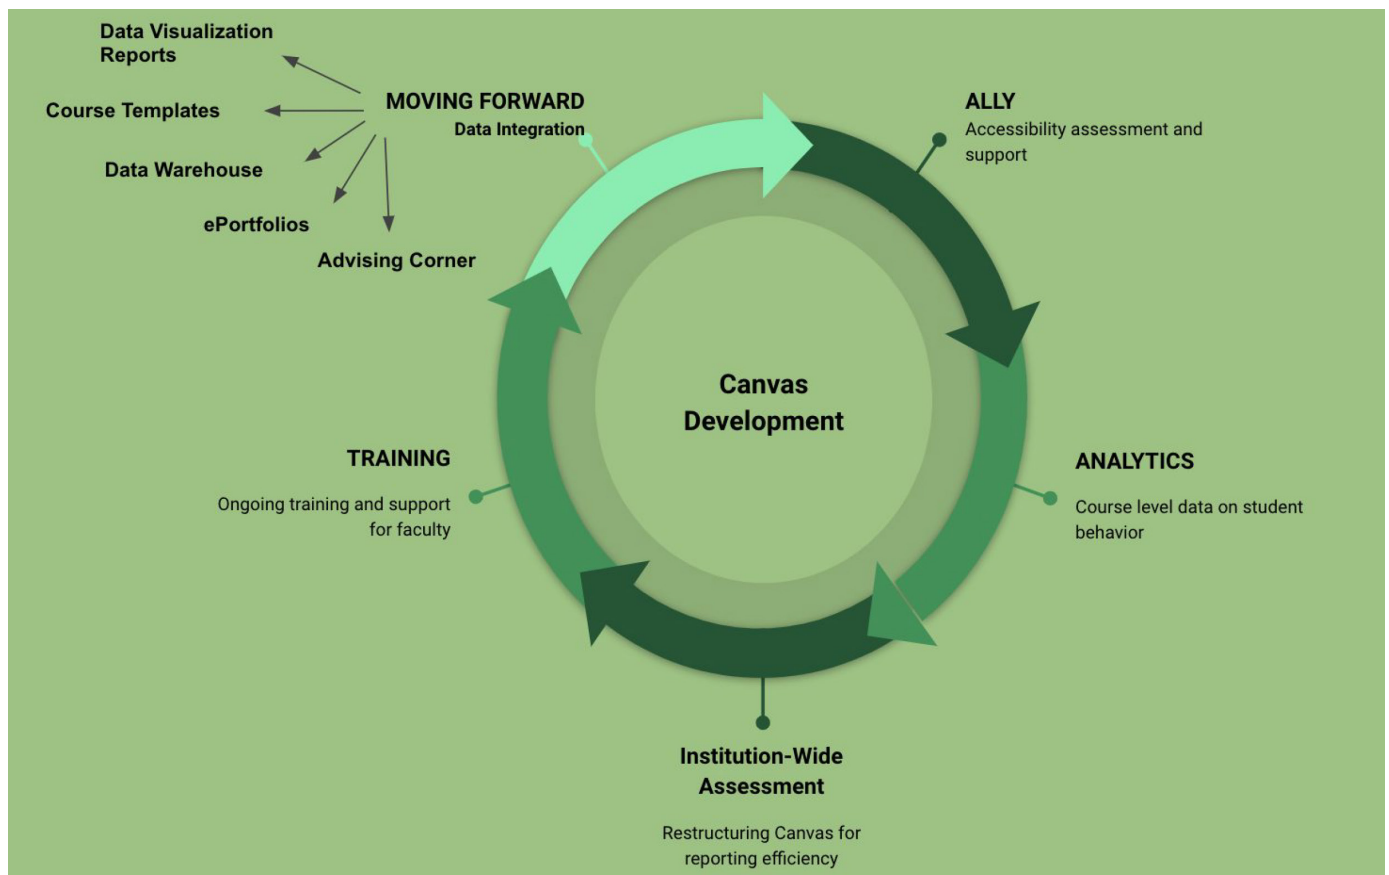 Data Visualization
Reports
Course Templates
Data Warehouse
ePortfolios
Advising Corner
MOVING FORWARD
Data Integration
ALLY
Accessibility assessment and
support
Canvas
Development
TRAINING
Ongoing training and support
for faculty
ANALYTICS
Course level data on student
behavior
Institution-Wide
Assessment
Restructuring Canvas for
reporting efficiency